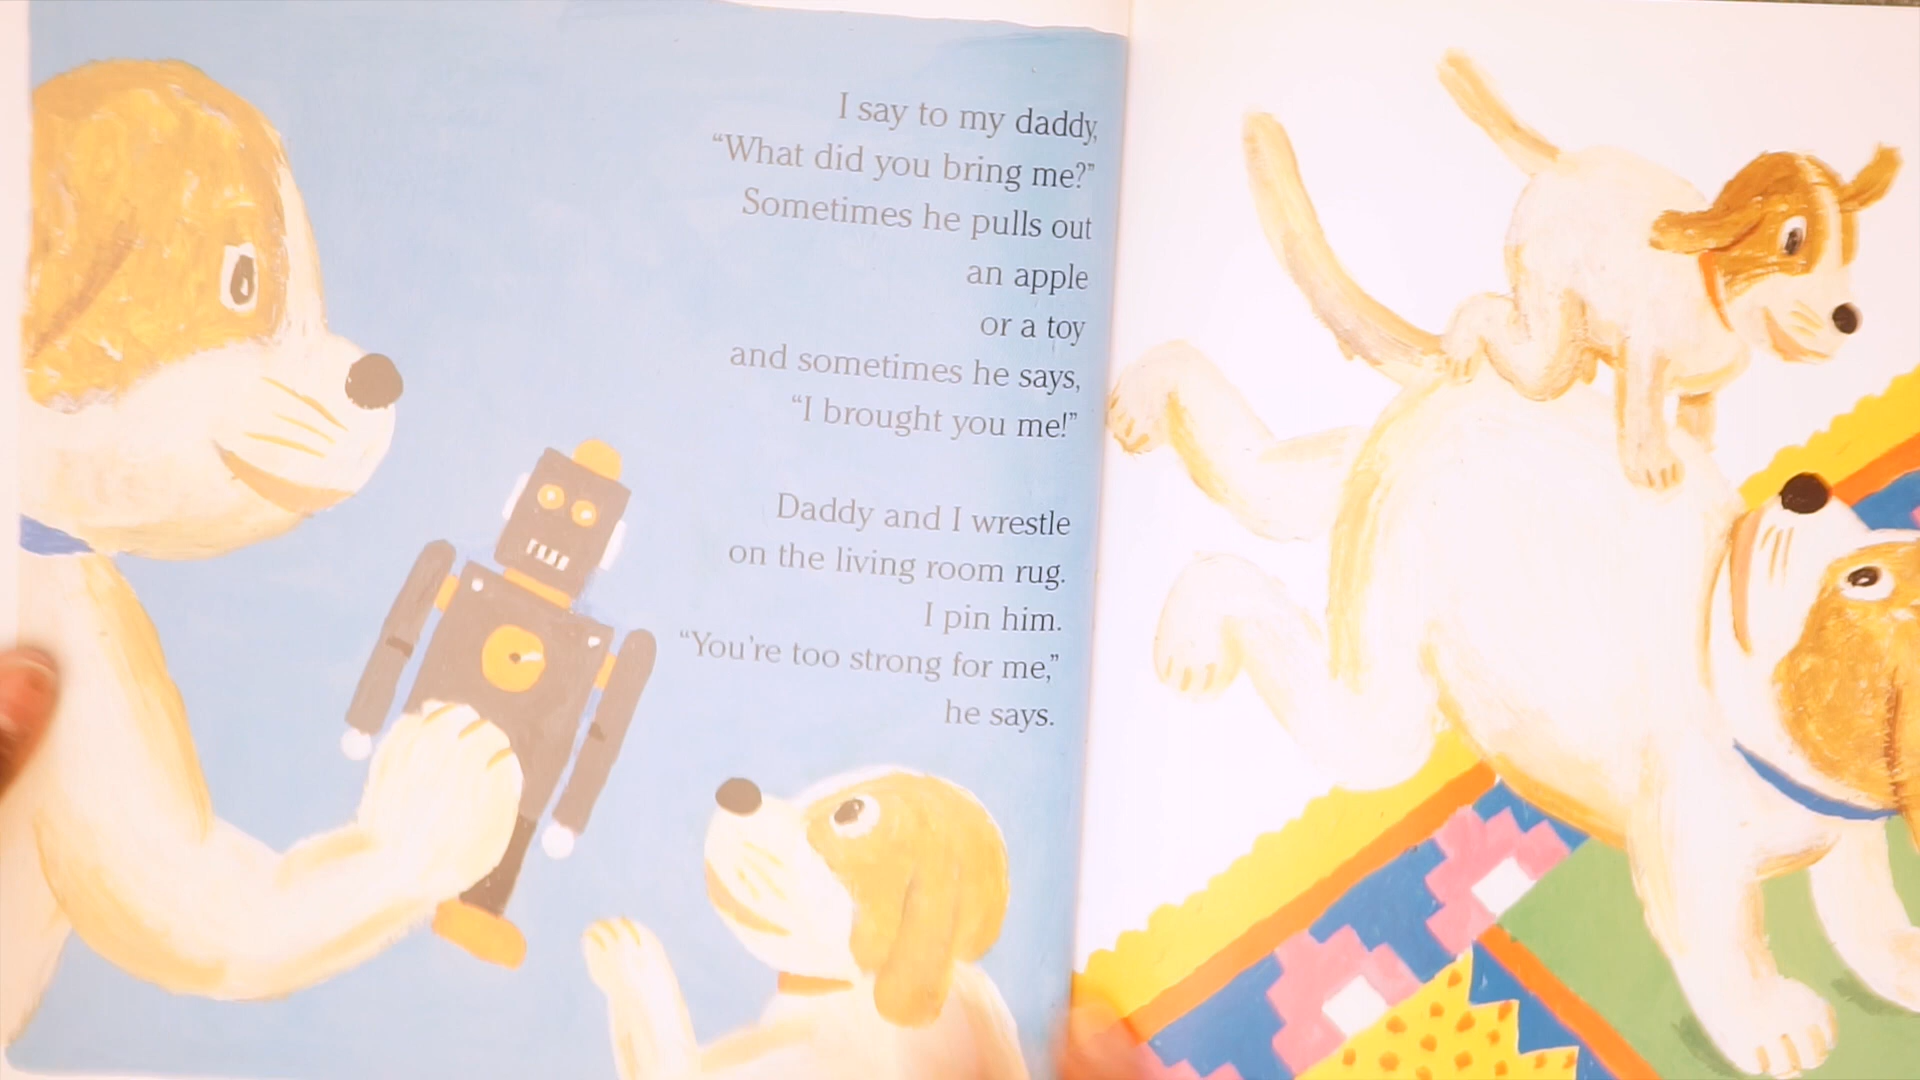 I say to my daddy,
“What did you bring me?”
Sometimes he pulls out
an apple
or a toy
and sometimes he says,
“I brought you me!”
Daddy and I wrestle
on the living room rug.
I pin him.
“You’re too strong for me,”
he says.